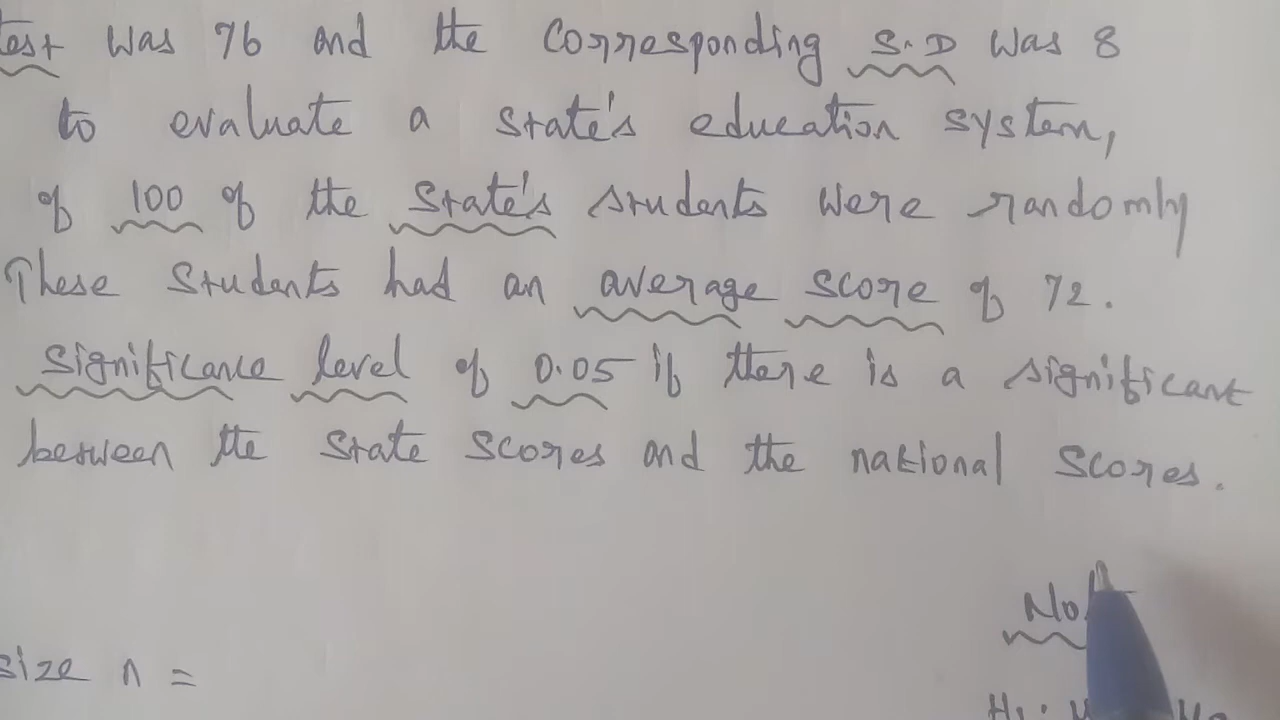 test was 76 and the corresponding S.D was 8
to evaluate a state's education system,
of 100 of the state's students were randomly
These students had an average score of 72.
significance level of 0.05 if there is a significant
between the state scores and the national scores.
size n =